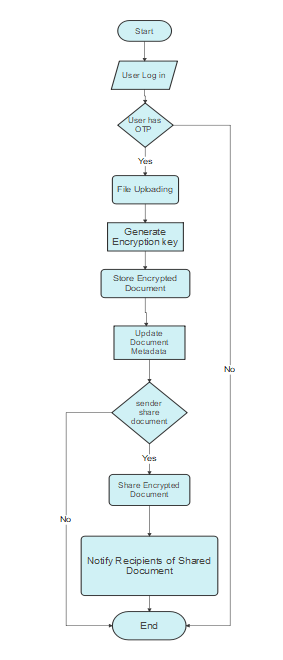 Start
User Log in
User has
OTP
Yes
File Uploading
Generate
Encryption key
Store Encrypted
Document
Update
Document
Metadata
No
sender
share
document
Yes
Share Encrypted
Document
No
Notify Recipients of Shared
Document
End